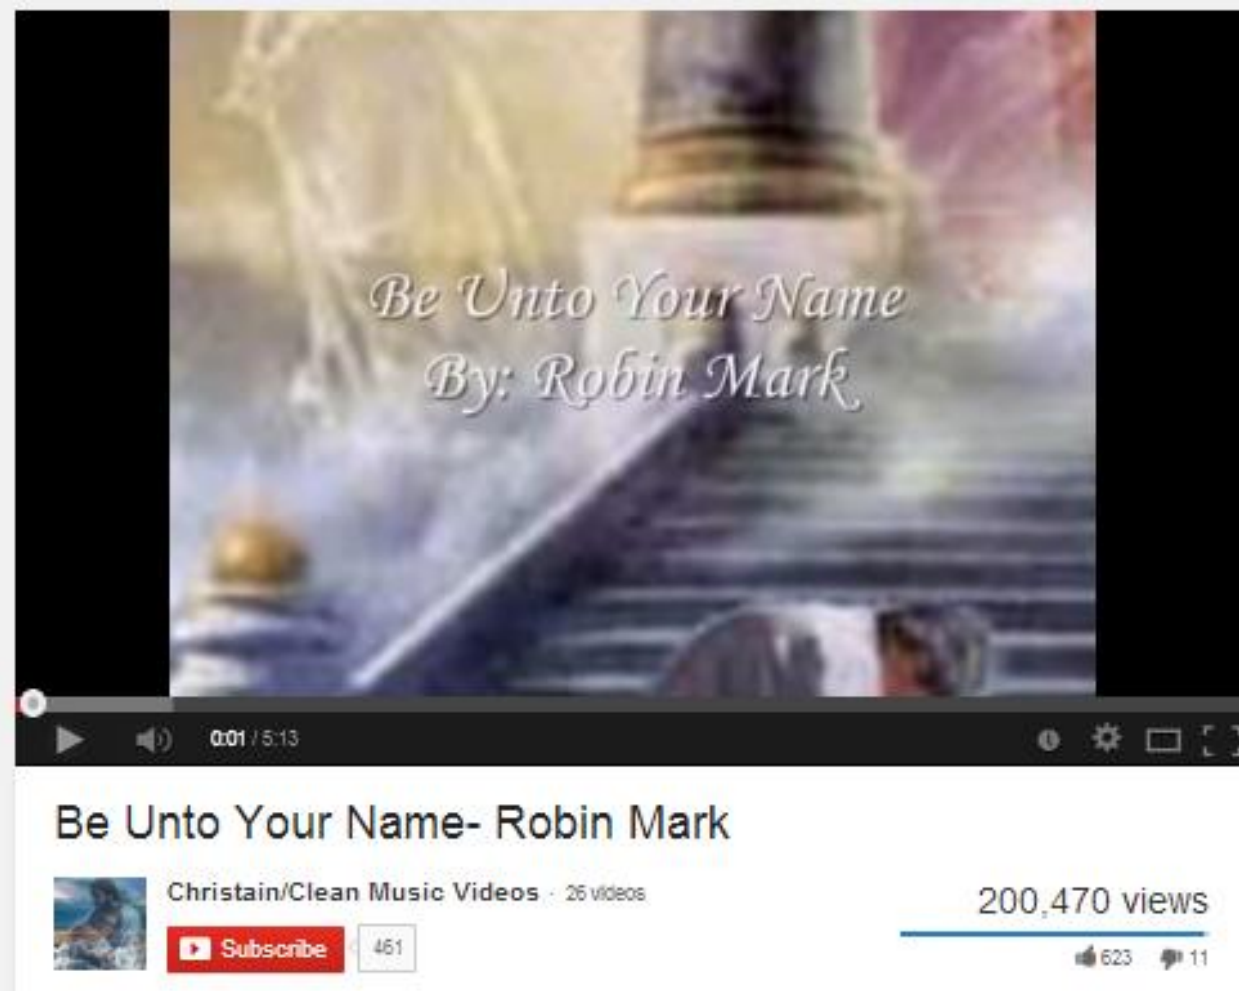 Be Unto Your Name
By: Robin Mark
0:01 / 5:13
Be Unto Your Name- Robin Mark
Christain/Clean Music Videos · 26 videos
200,470 views
Subscribe 461
623 11